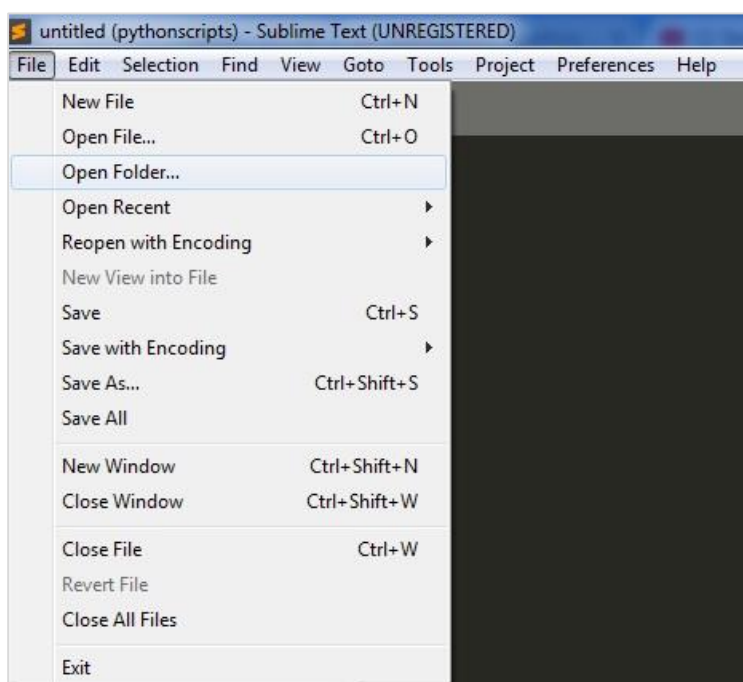 untitled (pythonscripts) - Sublime Text (UNREGISTERED)
File Edit Selection Find View Goto Tools Project Preferences Help
New File Ctrl+N
Open File... Ctrl+O
Open Folder...
Open Recent
Reopen with Encoding
New View into File
Save Ctrl+S
Save with Encoding
Save As... Ctrl+Shift+S
Save All
New Window Ctrl+Shift+N
Close Window Ctrl+Shift+W
Close File Ctrl+W
Revert File
Close All Files
Exit